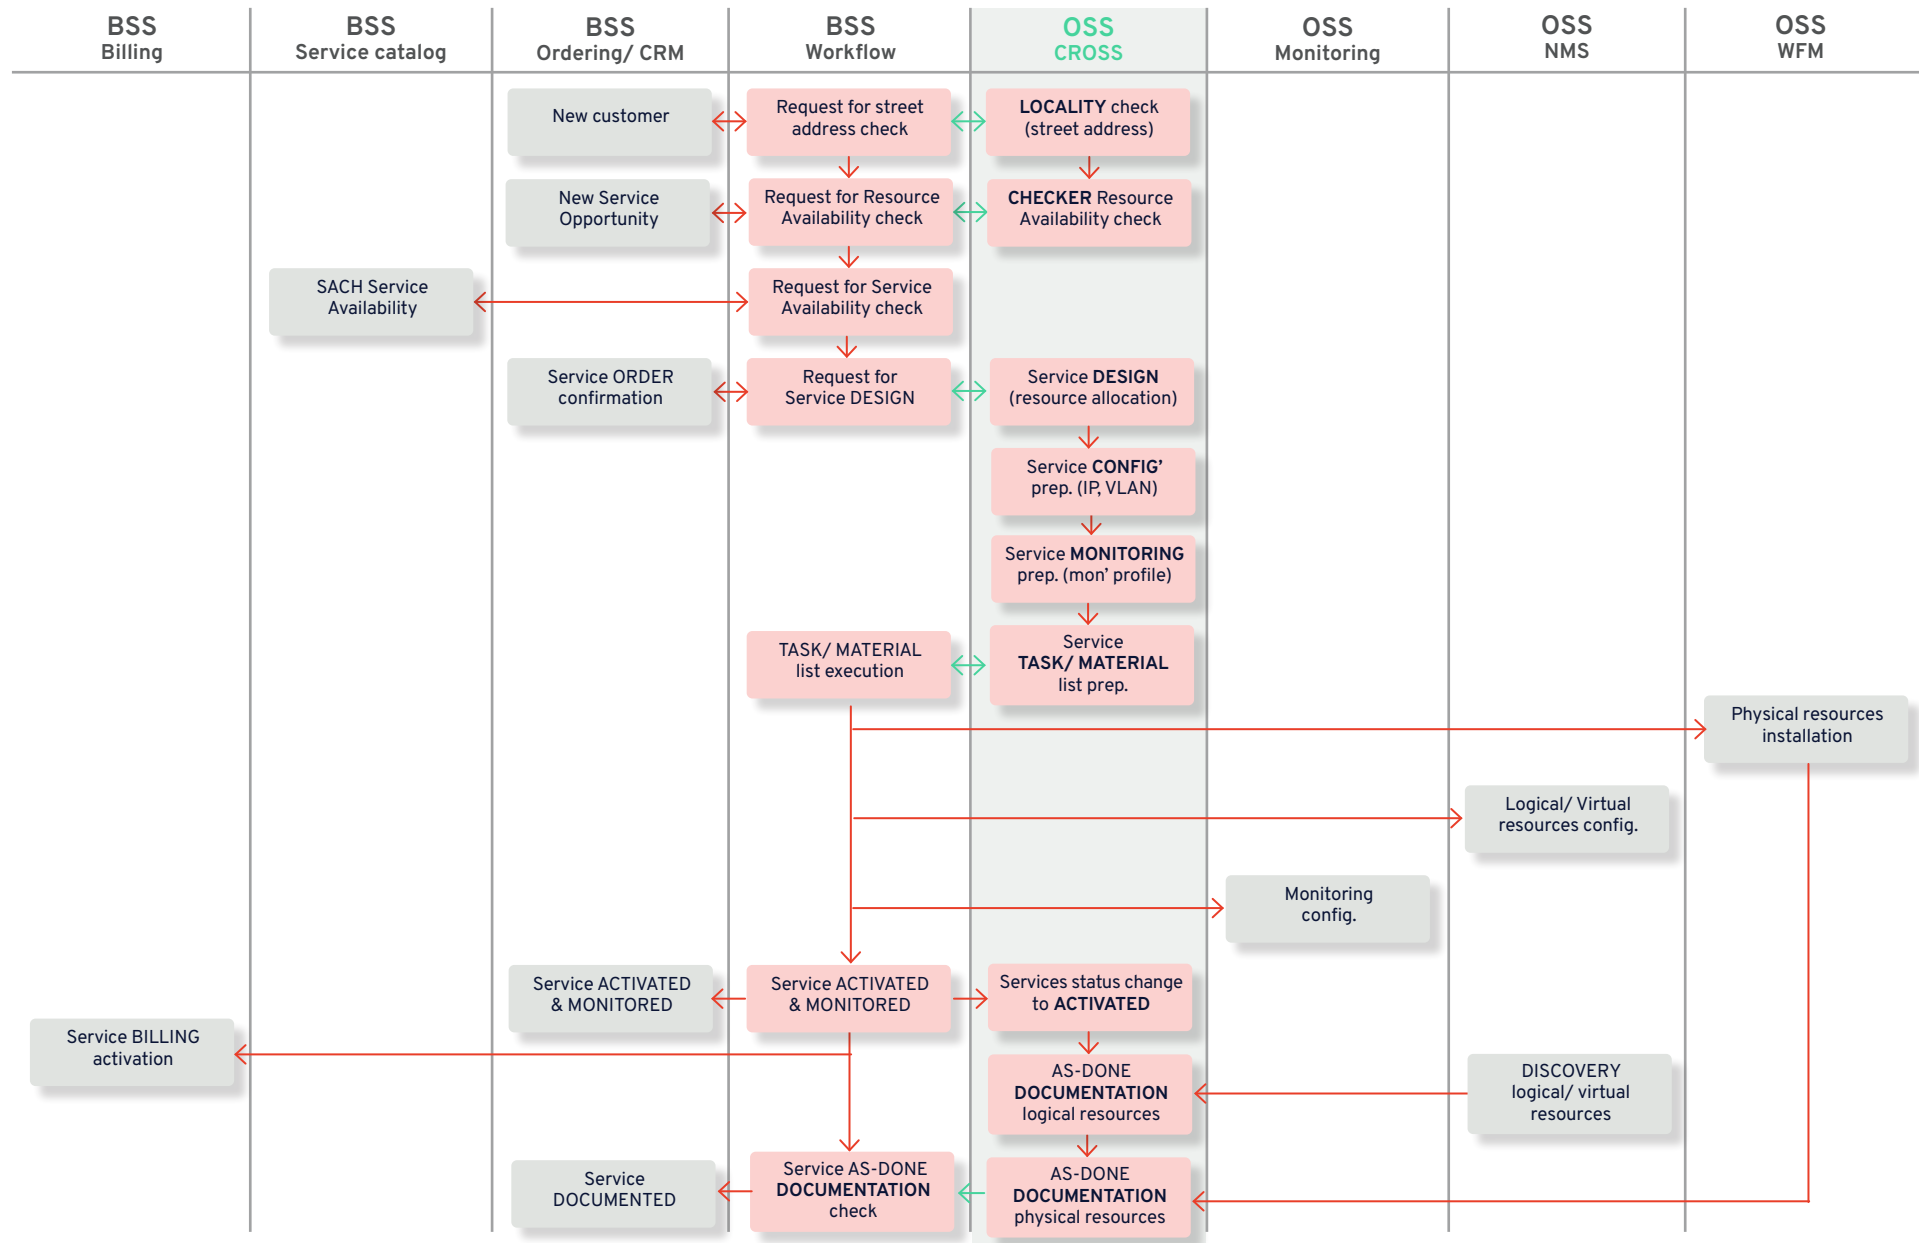 BSS
Billing
BSS
Service catalog
BSS
Ordering/ CRM
BSS
Workflow
OSS
CROSS
OSS
Monitoring
OSS
NMS
OSS
WFM
New customer
Request for street
address check
LOCALITY check
(street address)
New Service
Opportunity
Request for Resource
Availability check
CHECKER Resource
Availability check
SACH Service
Availability
Request for Service
Availability check
Service ORDER
confirmation
Request for
Service DESIGN
Service DESIGN
(resource allocation)
Service CONFIG’
prep. (IP, VLAN)
Service MONITORING
prep. (mon’ profile)
TASK/ MATERIAL
list execution
Service
TASK/ MATERIAL
list prep.
Physical resources
installation
Logical/ Virtual
resources config.
Monitoring
config.
Service ACTIVATED
& MONITORED
Service ACTIVATED
& MONITORED
Services status change
to ACTIVATED
Service BILLING
activation
AS-DONE
DOCUMENTATION
logical resources
DISCOVERY
logical/ virtual
resources
Service
DOCUMENTED
Service AS-DONE
DOCUMENTATION
check
AS-DONE
DOCUMENTATION
physical resources